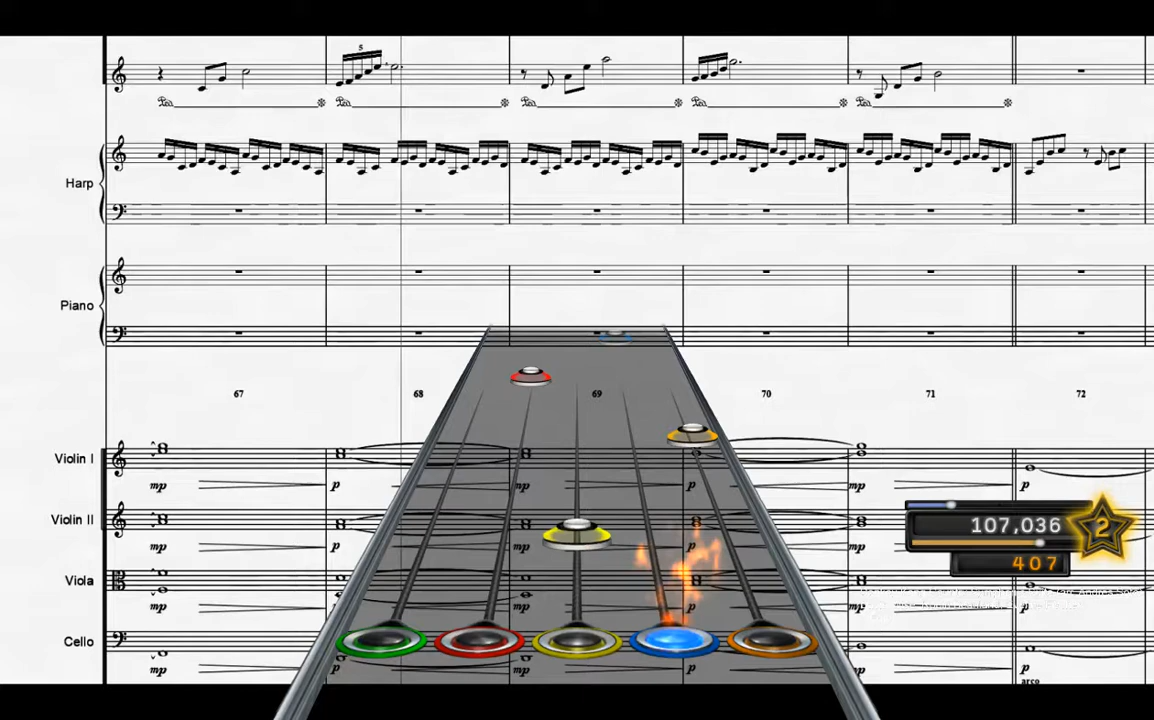 5
Harp
Piano
67 68 69 70 71 72
Violin I
mp p mp p mp p
Violin II
mp p mp p mp p
107,036 2
407
Viola
mp p mp p mp p
Cello
mp p mp p mp p
arco